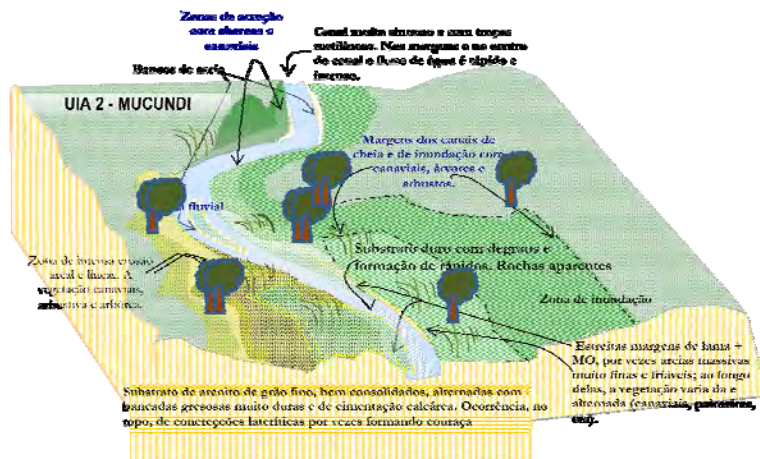 Zonas de acreção
com abertas e
canaviais
Canal muito sinuoso e com troços
rectilíneos. Nas margens e no centro
do canal o fluxo de água é rápido e
intenso.
Bancos de areia
UIA 2 - MUCUNDI
Margens dos canais de
cheia e de inundação com
canaviais, árvores e
arbustos.
fluvial
Substrato duro com degraus e
formação de rápidos. Rochas aparentes
Zona de intensa erosão
areal e linear. A
vegetação canaviais,
arbustiva e arbórea.
Zona de inundação
Estreitas margens de lama +
MO, por vezes areias massivas
muito finas e friáveis; ao longo
delas, a vegetação varia da e
alternada (canaviais,
Substrato de arenito de grão fino, bem consolidados, alternadas com
bancadas gresosas muito duras e de cimentação calcárea. Ocorrência, no
topo, de concreções lateríticas por vezes formando couraça